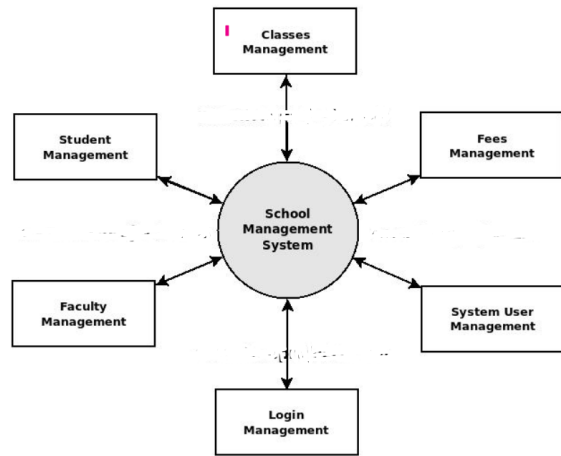 Classes
Management
Student
Management
Fees
Management
School
Management
System
Faculty
Management
System User
Management
Login
Management